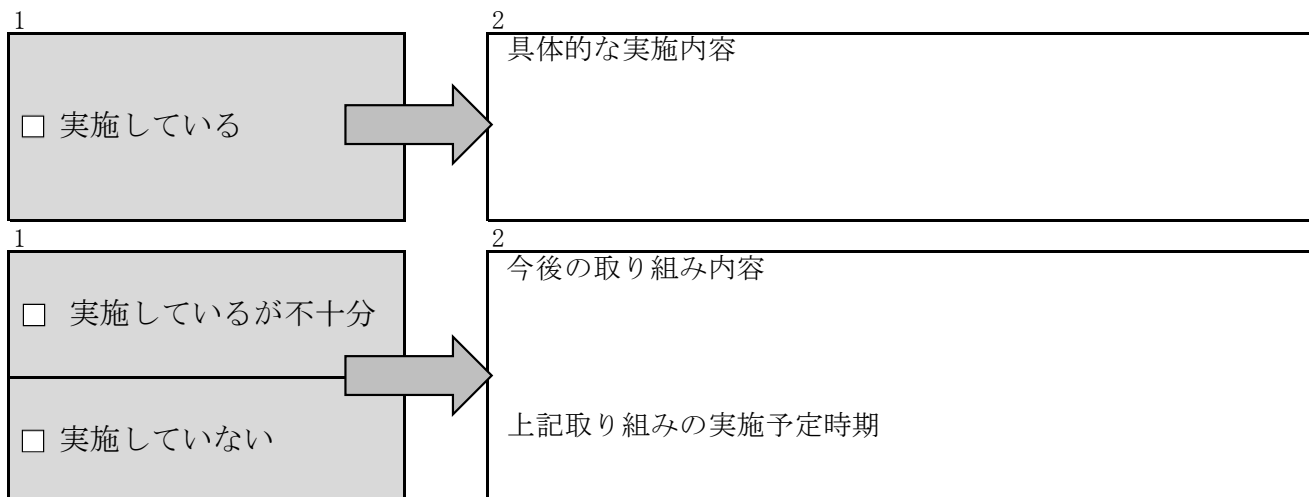 1
2
具体的な実施内容
□ 実施している
1
2
今後の取り組み内容
□ 実施しているが不十分
上記取り組みの実施予定時期
□ 実施していない